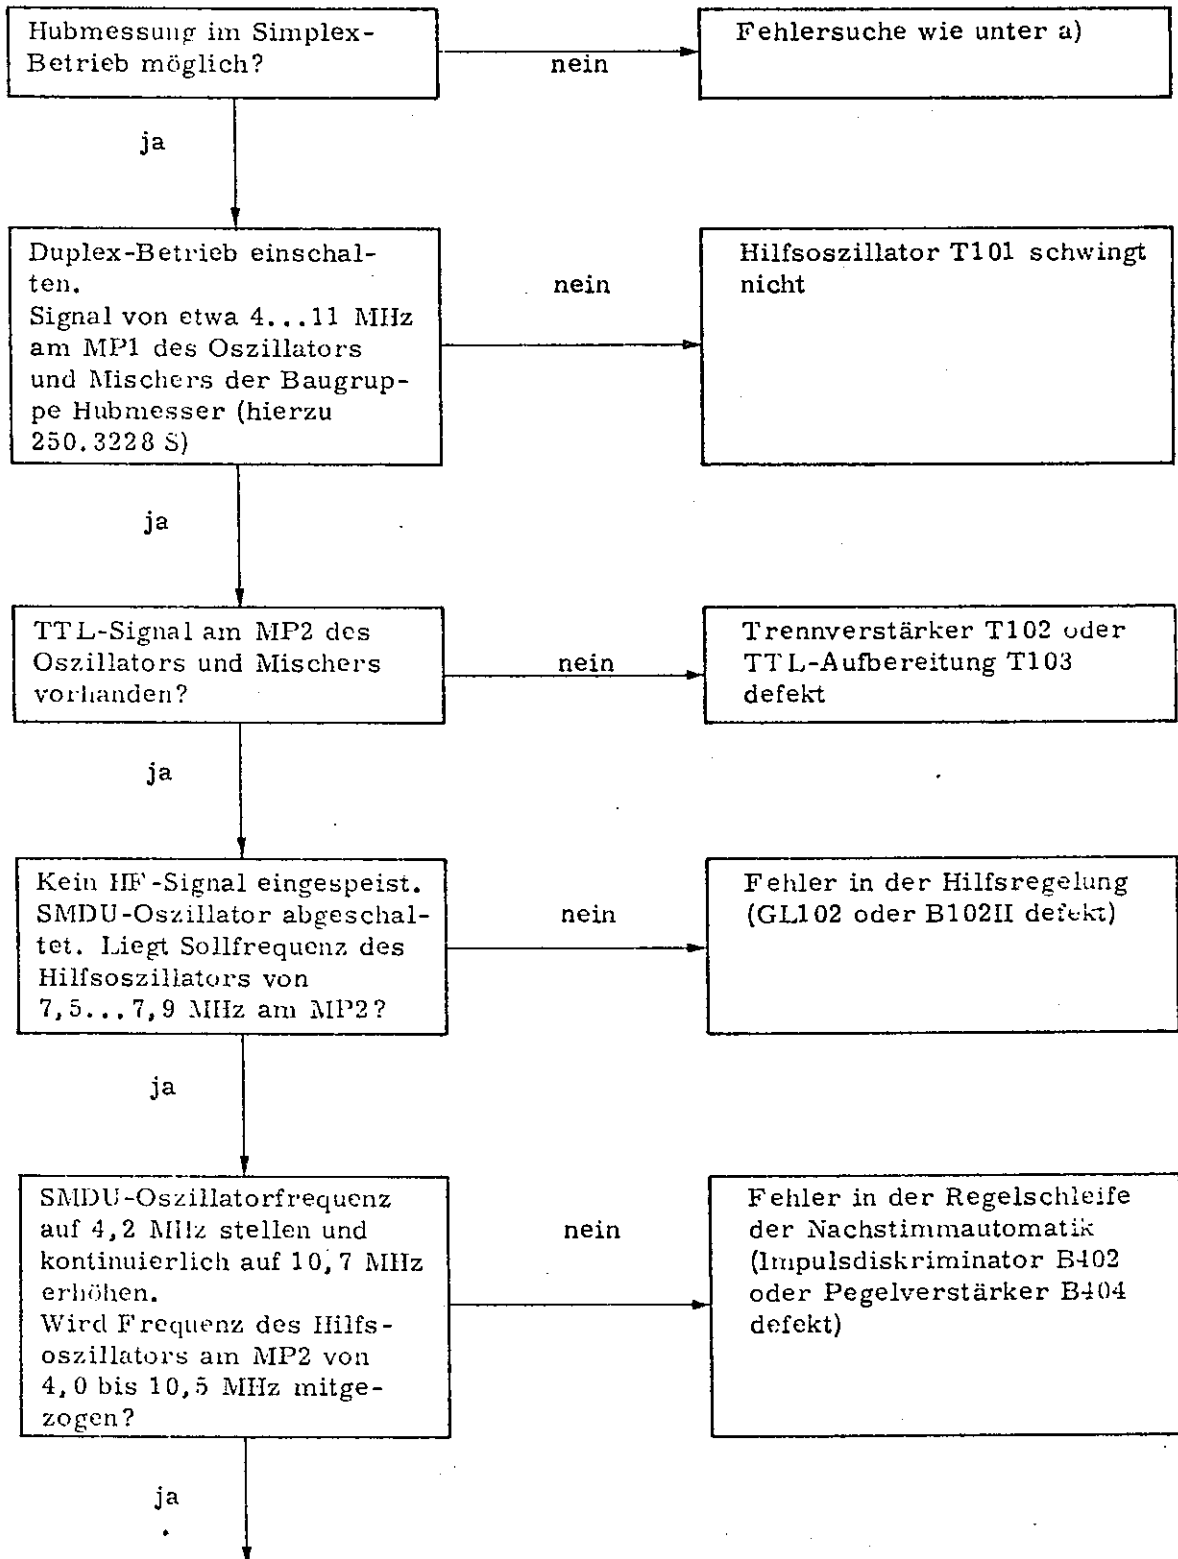 Hubmessung im Simplex-
Betrieb möglich?
nein
Fehlersuche wie unter a)
ja
Duplex-Betrieb einschal-
ten.
Signal von etwa 4...11 MHz
am MP1 des Oszillators
und Mischers der Baugrup-
pe Hubmesser (hierzu
250.3228 S)
nein
Hilfsoszillator T101 schwingt
nicht
ja
TTL-Signal am MP2 des
Oszillators und Mischers
vorhanden?
nein
Trennverstärker T102 oder
TTL-Aufbereitung T103
defekt
ja
Kein HF-Signal eingespeist.
SMDU-Oszillator abgeschal-
tet. Liegt Sollfrequenz des
Hilfsoszillators von
7,5...7,9 MHz am MP2?
nein
Fehler in der Hilfsregelung
(GL102 oder B102II defekt)
ja
SMDU-Oszillatorfrequenz
auf 4,2 MHz stellen und
kontinuierlich auf 10,7 MHz
erhöhen.
Wird Frequenz des Hilfs-
oszillators am MP2 von
4,0 bis 10,5 MHz mitge-
zogen?
nein
Fehler in der Regelschleife
der Nachstimmautomatik
(Impulsdiskriminator B402
oder Pegelverstärker B404
defekt)
ja